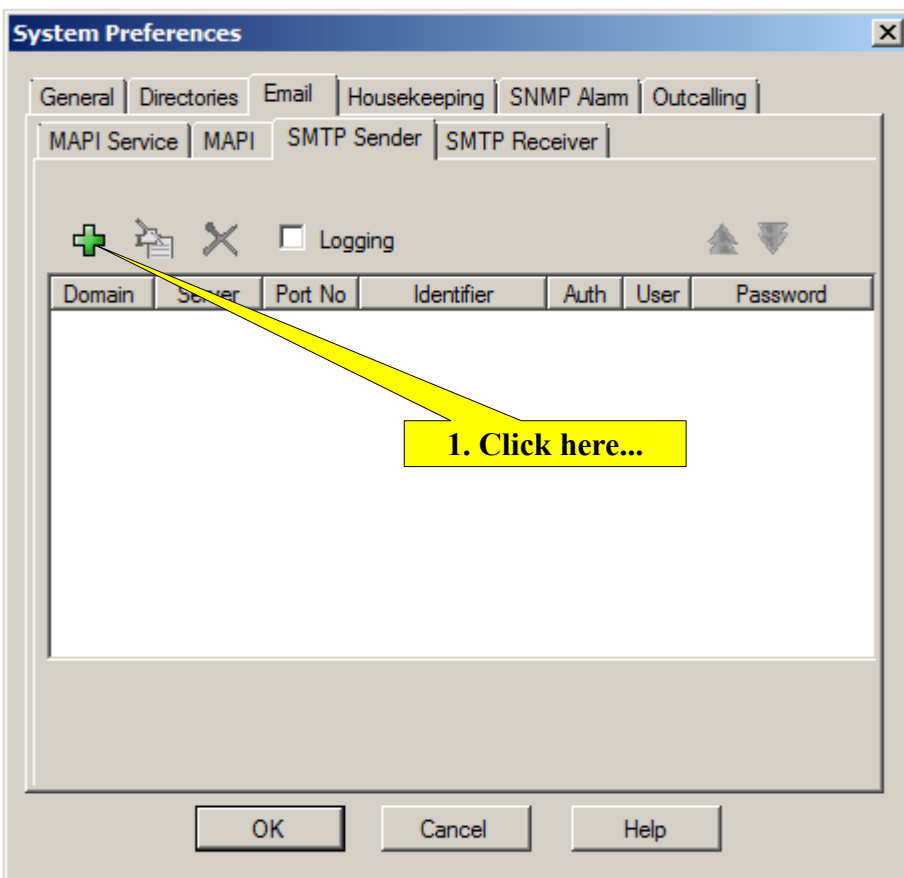 System Preferences
General Directories Email Housekeeping SNMP Alarm Outcalling
MAPI Service MAPI SMTP Sender SMTP Receiver
Logging
Domain Server Port No Identifier Auth User Password
1. Click here...
OK Cancel Help